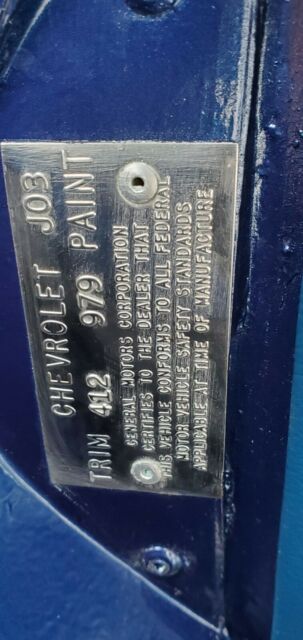 CHEVROLET J03
TRIM 412 979 PAINT
GENERAL MOTORS CORPORATION
CERTIFIES TO THE DEALER THAT
THIS VEHICLE CONFORMS TO ALL FEDERAL
MOTOR VEHICLE SAFETY STANDARDS
APPLICABLE AT TIME OF MANUFACTURE